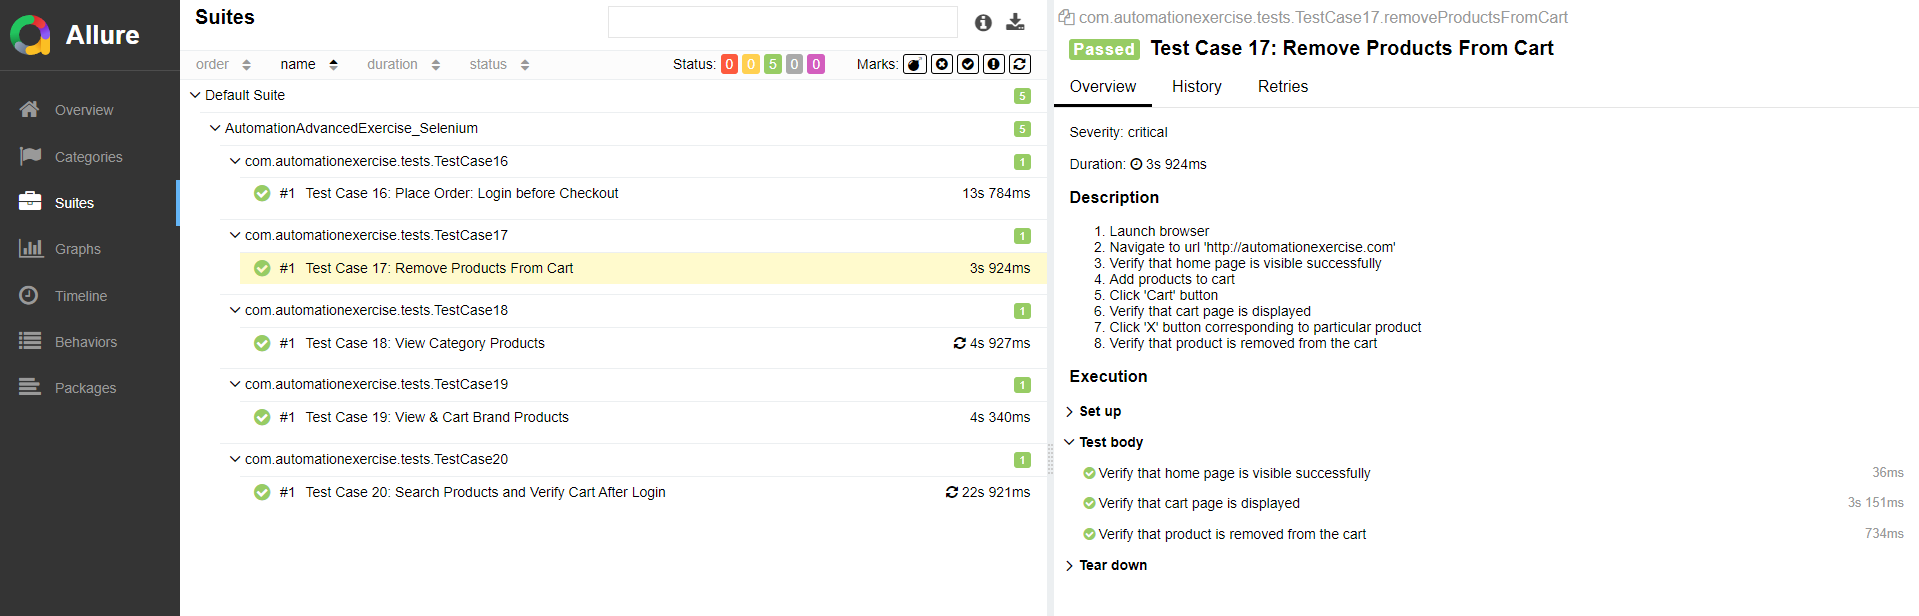 Allure
Overview
Categories
Suites
Graphs
Timeline
Behaviors
Packages
Suites
order name duration status Status: 0 0 5 0 0 Marks:
Default Suite 5
AutomationAdvancedExercise_Selenium 5
com.automationexercise.tests.TestCase16 1
#1 Test Case 16: Place Order: Login before Checkout 13s 784ms
com.automationexercise.tests.TestCase17 1
#1 Test Case 17: Remove Products From Cart 3s 924ms
com.automationexercise.tests.TestCase18 1
#1 Test Case 18: View Category Products 4s 927ms
com.automationexercise.tests.TestCase19 1
#1 Test Case 19: View & Cart Brand Products 4s 340ms
com.automationexercise.tests.TestCase20 1
#1 Test Case 20: Search Products and Verify Cart After Login 22s 921ms
com.automationexercise.tests.TestCase17.removeProductsFromCart
Passed Test Case 17: Remove Products From Cart
Overview History Retries
Severity: critical
Duration: 3s 924ms
Description
1. Launch browser
2. Navigate to url 'http://automationexercise.com'
3. Verify that home page is visible successfully
4. Add products to cart
5. Click 'Cart' button
6. Verify that cart page is displayed
7. Click 'X' button corresponding to particular product
8. Verify that product is removed from the cart
Execution
Set up
Test body
Verify that home page is visible successfully 36ms
Verify that cart page is displayed 3s 151ms
Verify that product is removed from the cart 734ms
Tear down